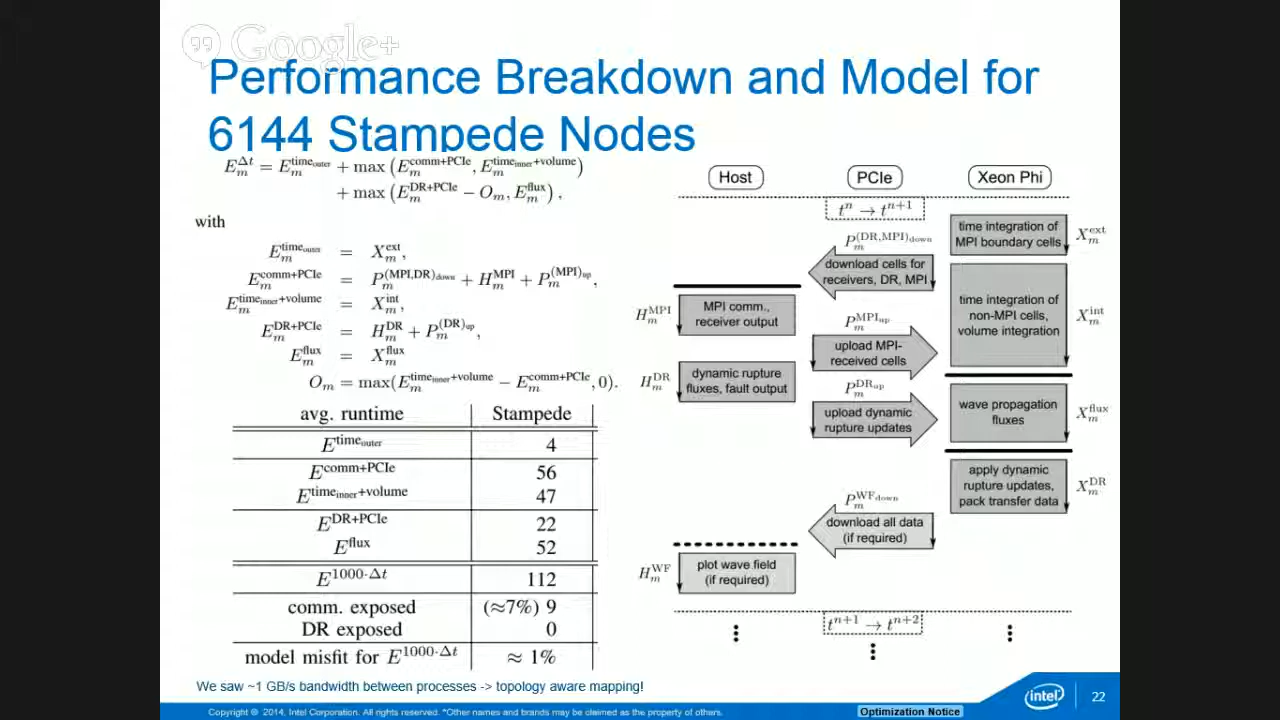 Google+
Performance Breakdown and Model for
6144 Stampede Nodes
E_m^{Δt} = E_m^{time_outer} + max (E_m^{comm+PCIe}, E_m^{time_inner+volume})
+ max (E_m^{DR+PCIe} − O_m, E_m^{flux}),
with
E_m^{time_outer} = X_m^{ext},
E_m^{comm+PCIe} = P_m^{(MPI,DR)_down} + H_m^{MPI} + P_m^{(MPI)_up},
E_m^{time_inner+volume} = X_m^{int},
E_m^{DR+PCIe} = H_m^{DR} + P_m^{(DR)_up},
E_m^{flux} = X_m^{flux}
O_m = max(E_m^{time_inner+volume} − E_m^{comm+PCIe}, 0).
avg. runtime Stampede
E^{time_outer} 4
E^{comm+PCIe} 56
E^{time_inner+volume} 47
E^{DR+PCIe} 22
E^{flux} 52
E^{1000·Δt} 112
comm. exposed (≈7%) 9
DR exposed 0
model misfit for E^{1000·Δt} ≈ 1%
We saw ~1 GB/s bandwidth between processes -> topology aware mapping!
Host
PCIe
Xeon Phi
t^n → t^{n+1}
time integration of
MPI boundary cells
X_m^{ext}
P_m^{(DR,MPI)_down}
download cells for
receivers, DR, MPI
time integration of
non-MPI cells,
volume integration
X_m^{int}
H_m^{MPI}
MPI comm.,
receiver output
P_m^{MPI_up}
upload MPI-
received cells
H_m^{DR}
dynamic rupture
fluxes, fault output
P_m^{DR_up}
upload dynamic
rupture updates
wave propagation
fluxes
X_m^{flux}
apply dynamic
rupture updates,
pack transfer data
X_m^{DR}
P_m^{WF_down}
download all data
(if required)
H_m^{WF}
plot wave field
(if required)
t^{n+1} → t^{n+2}
Copyright © 2014, Intel Corporation. All rights reserved. *Other names and brands may be claimed as the property of others.
Optimization Notice
intel
22